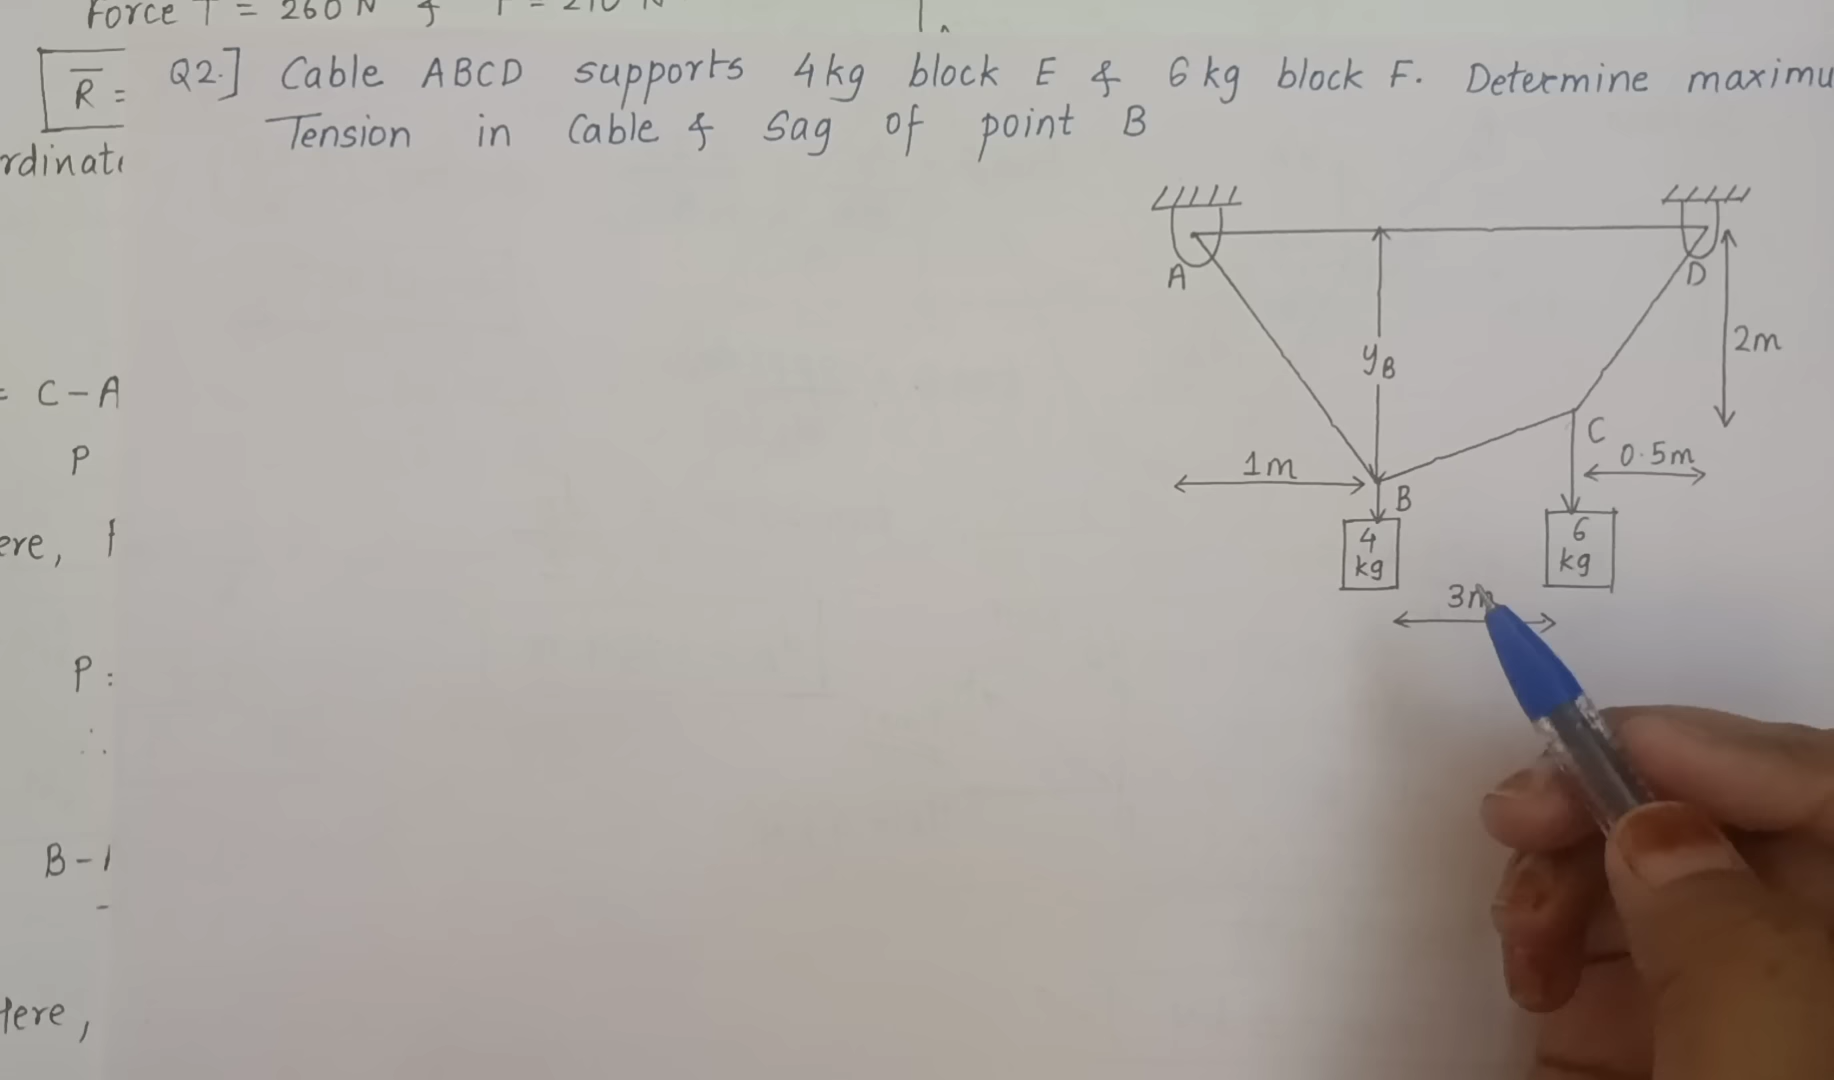 Force T = 260 N &
R =
Q2.] Cable ABCD supports 4kg block E & 6 kg block F. Determine maximu
Tension in Cable & Sag of point B
A
D
2m
yB
C
1m
0.5m
B
4
kg
6
kg
3m
= C-A
P
ere,
P :
∴
B-1
Here,